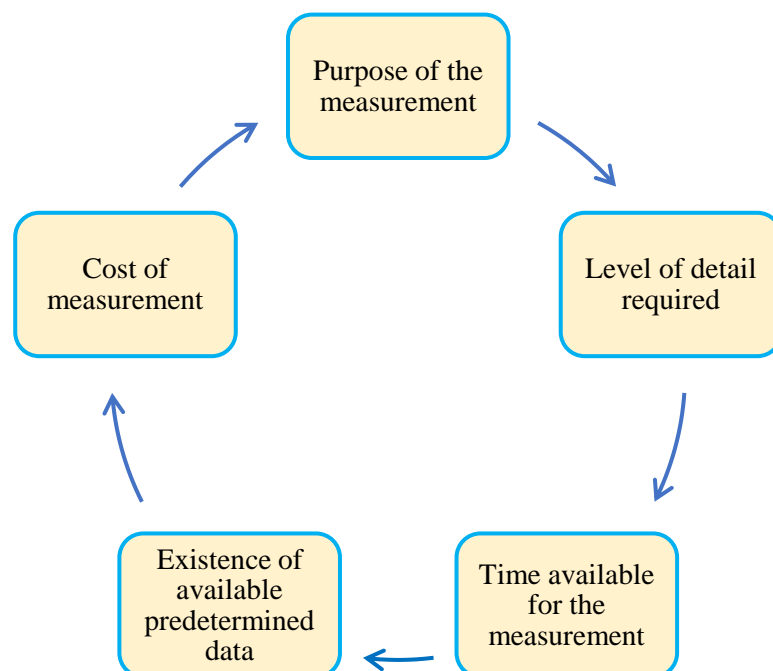 Purpose of the
measurement
Level of detail
required
Time available
for the
measurement
Existence of
available
predetermined
data
Cost of
measurement